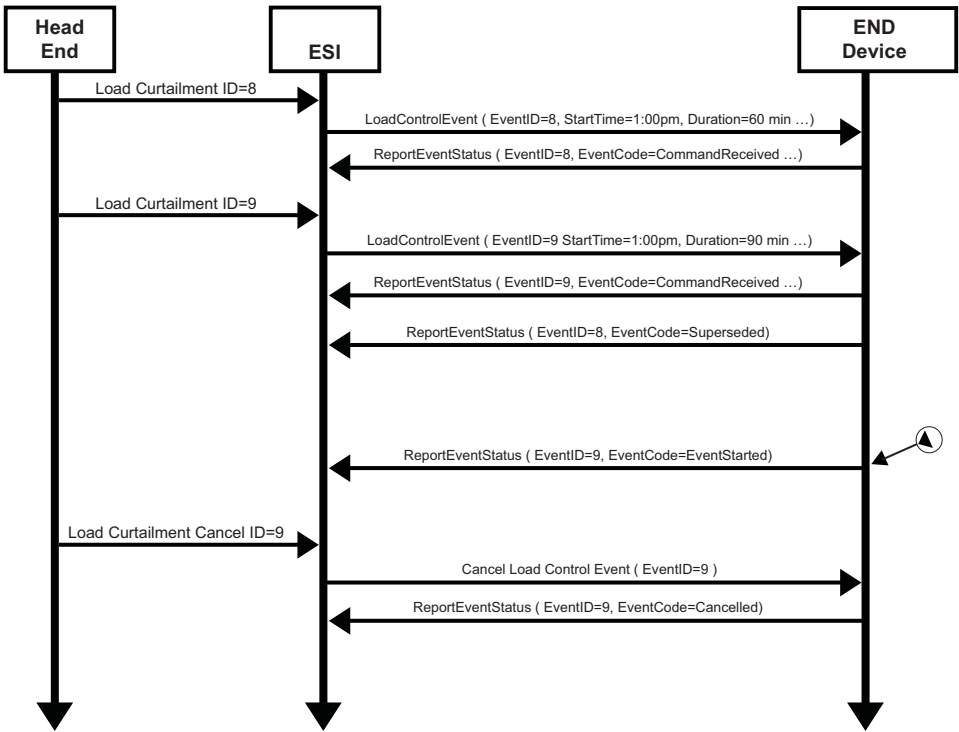 Head
End
ESI
END
Device
Load Curtailment ID=8
LoadControlEvent ( EventID=8, StartTime=1:00pm, Duration=60 min …)
ReportEventStatus ( EventID=8, EventCode=CommandReceived …)
Load Curtailment ID=9
LoadControlEvent ( EventID=9 StartTime=1:00pm, Duration=90 min …)
ReportEventStatus ( EventID=9, EventCode=CommandReceived …)
ReportEventStatus ( EventID=8, EventCode=Superseded)
ReportEventStatus ( EventID=9, EventCode=EventStarted)
Load Curtailment Cancel ID=9
Cancel Load Control Event ( EventID=9 )
ReportEventStatus ( EventID=9, EventCode=Cancelled)